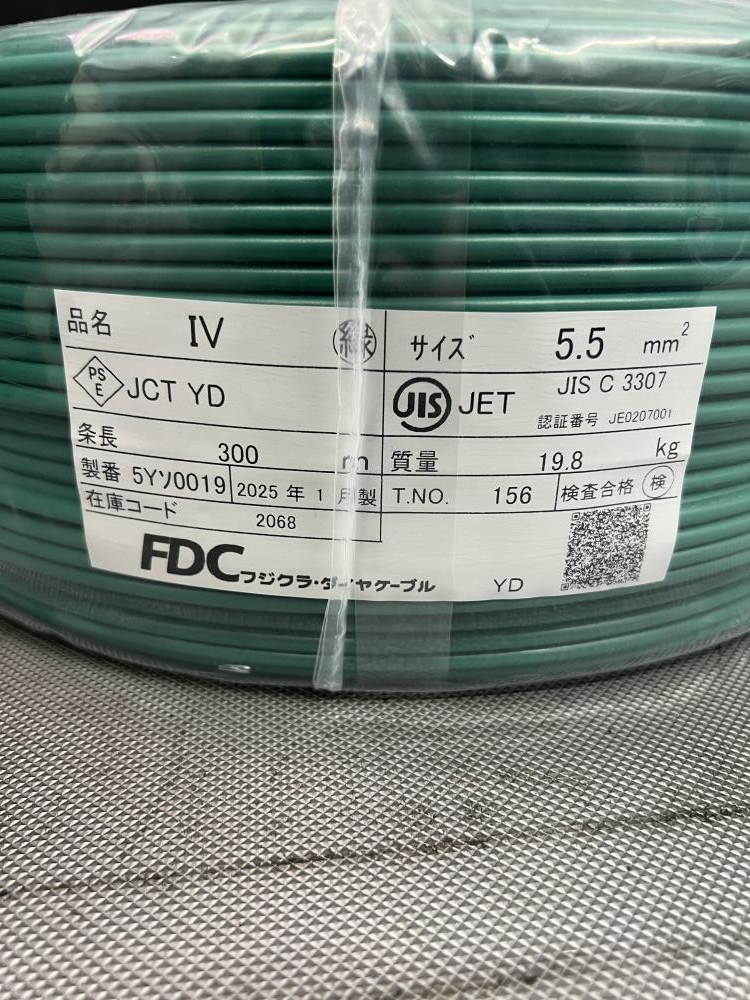 品名 IV 緑 サイズ 5.5 mm²
PSE JCT YD JIS JET JIS C 3307
認証番号 JE0207001
条長 300 m 質量 19.8 kg
製番 5Yソ0019 2025 年 1 月製 T.NO. 156 検査合格 検
在庫コード 2068
FDC フジクラ・ダイヤケーブル YD